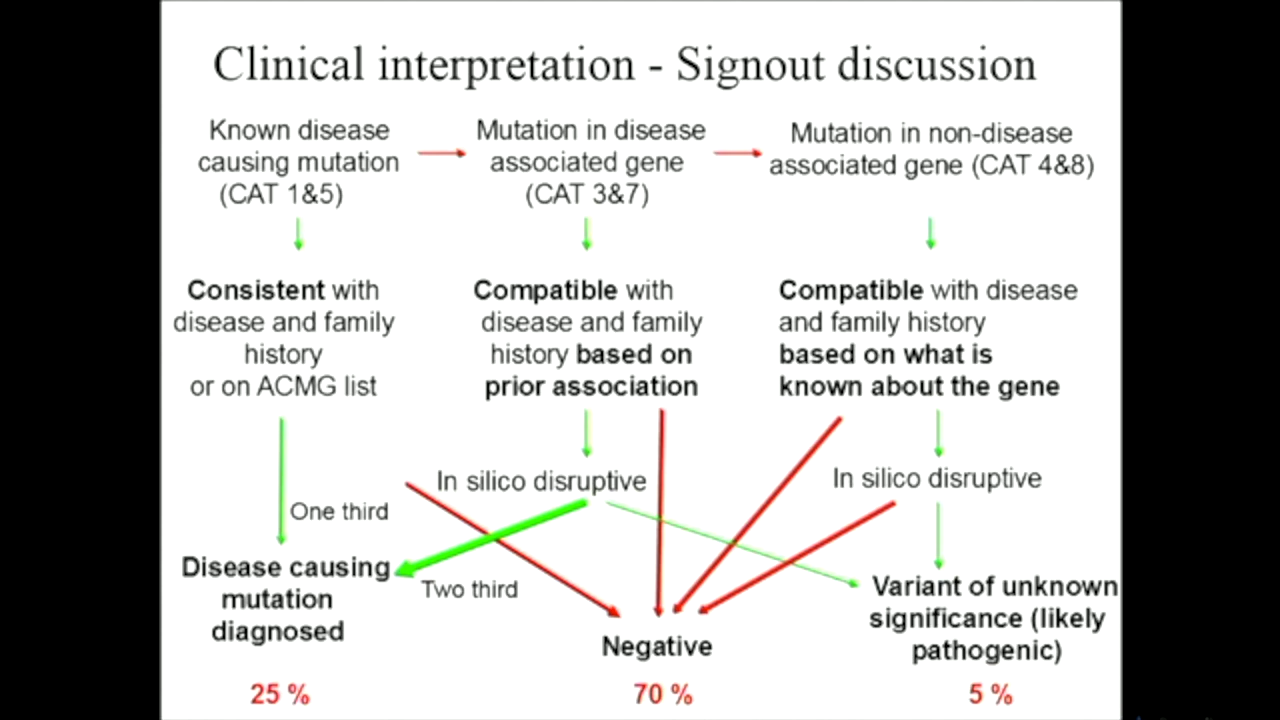 Clinical interpretation - Signout discussion
Known disease
causing mutation
(CAT 1&5)
Mutation in disease
associated gene
(CAT 3&7)
Mutation in non-disease
associated gene (CAT 4&8)
Consistent with
disease and family
history
or on ACMG list
Compatible with
disease and family
history based on
prior association
Compatible with disease
and family history
based on what is
known about the gene
In silico disruptive
In silico disruptive
One third
Two third
Disease causing
mutation
diagnosed
Negative
Variant of unknown
significance (likely
pathogenic)
25 %
70 %
5 %